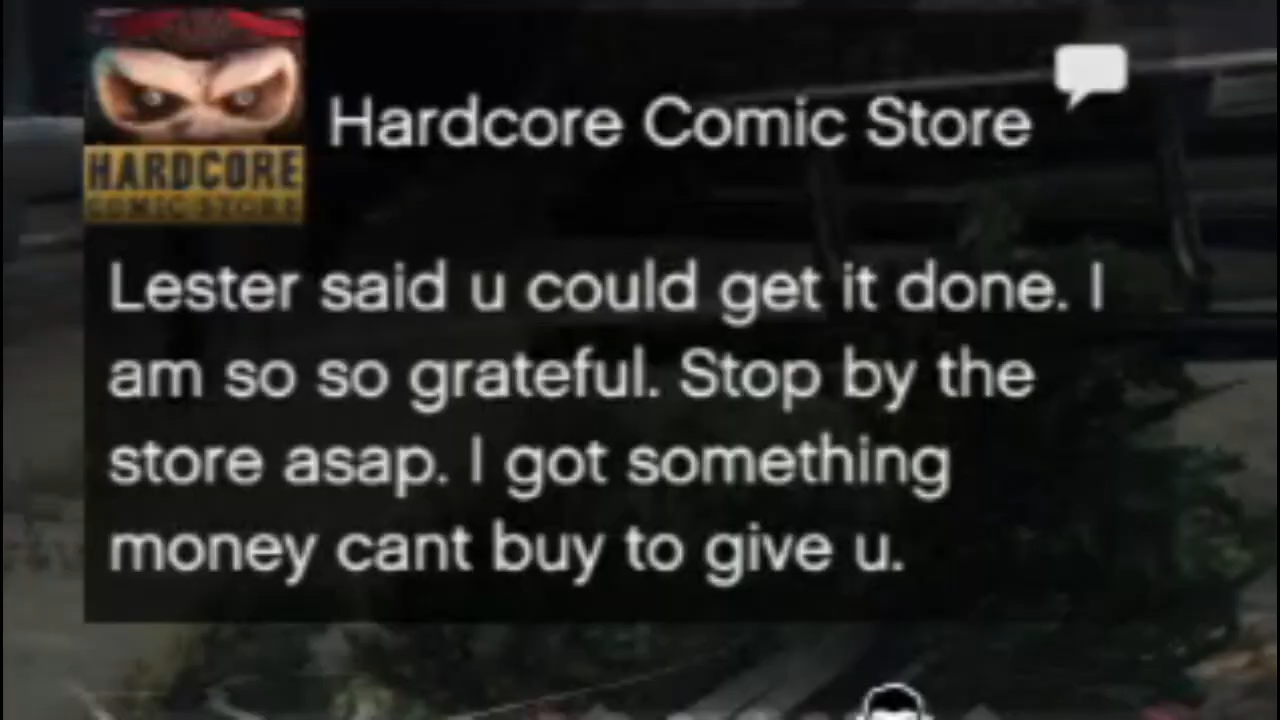 HARDCORE
COMIC STORE
Hardcore Comic Store
Lester said u could get it done. I
am so so grateful. Stop by the
store asap. I got something
money cant buy to give u.